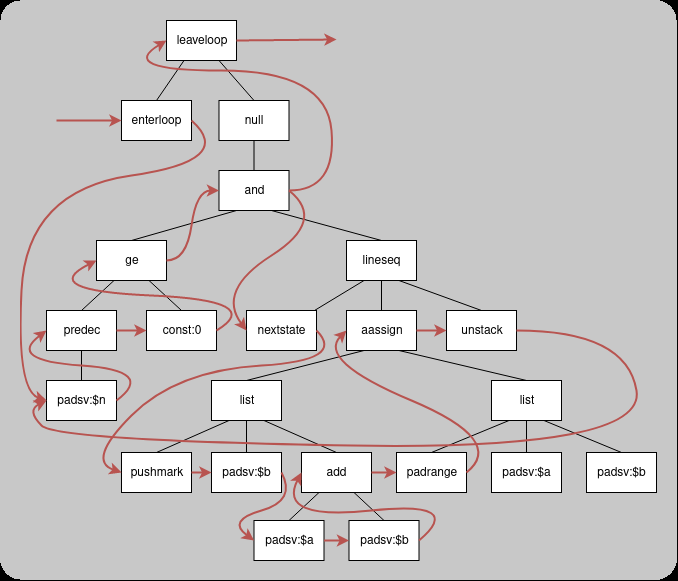 leaveloop
enterloop null
and
ge lineseq
predec const:0 nextstate aassign unstack
padsv:$n list list
pushmark padsv:$b add padrange padsv:$a padsv:$b
padsv:$a padsv:$b